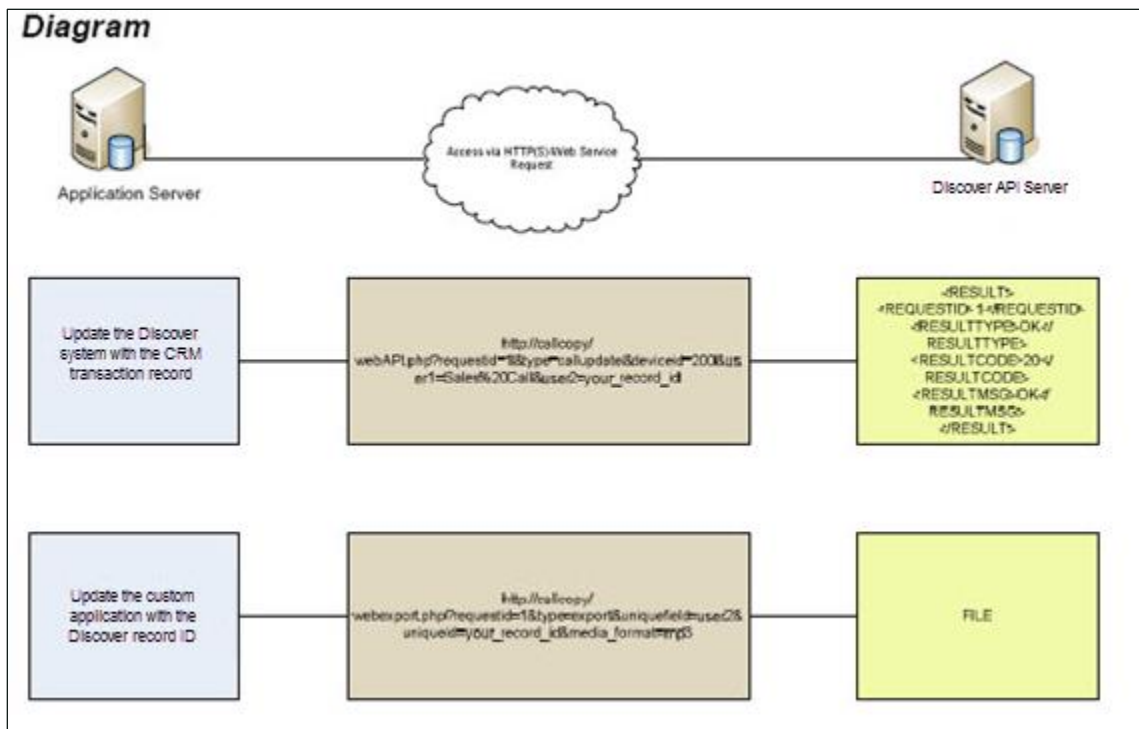 Diagram
Access via HTTP(S)/Web Service
Request
Application Server
Discover API Server
Update the Discover
system with the CRM
transaction record
http://callcopy/
webAPI.php?requestid=1&type=callupdate&deviceid=200&us
er1=Sales%20Call&user2=your_record_id
<RESULT>
<REQUESTID>1</REQUESTID>
<RESULTTYPE>OK</
RESULTTYPE>
<RESULTCODE>20</
RESULTCODE>
<RESULTMSG>OK</
RESULTMSG>
</RESULT>
Update the custom
application with the
Discover record ID
http://callcopy/
webexport.php?requestid=1&type=export&uniquefield=user2&
uniqueid=your_record_id&media_format=mp3
FILE